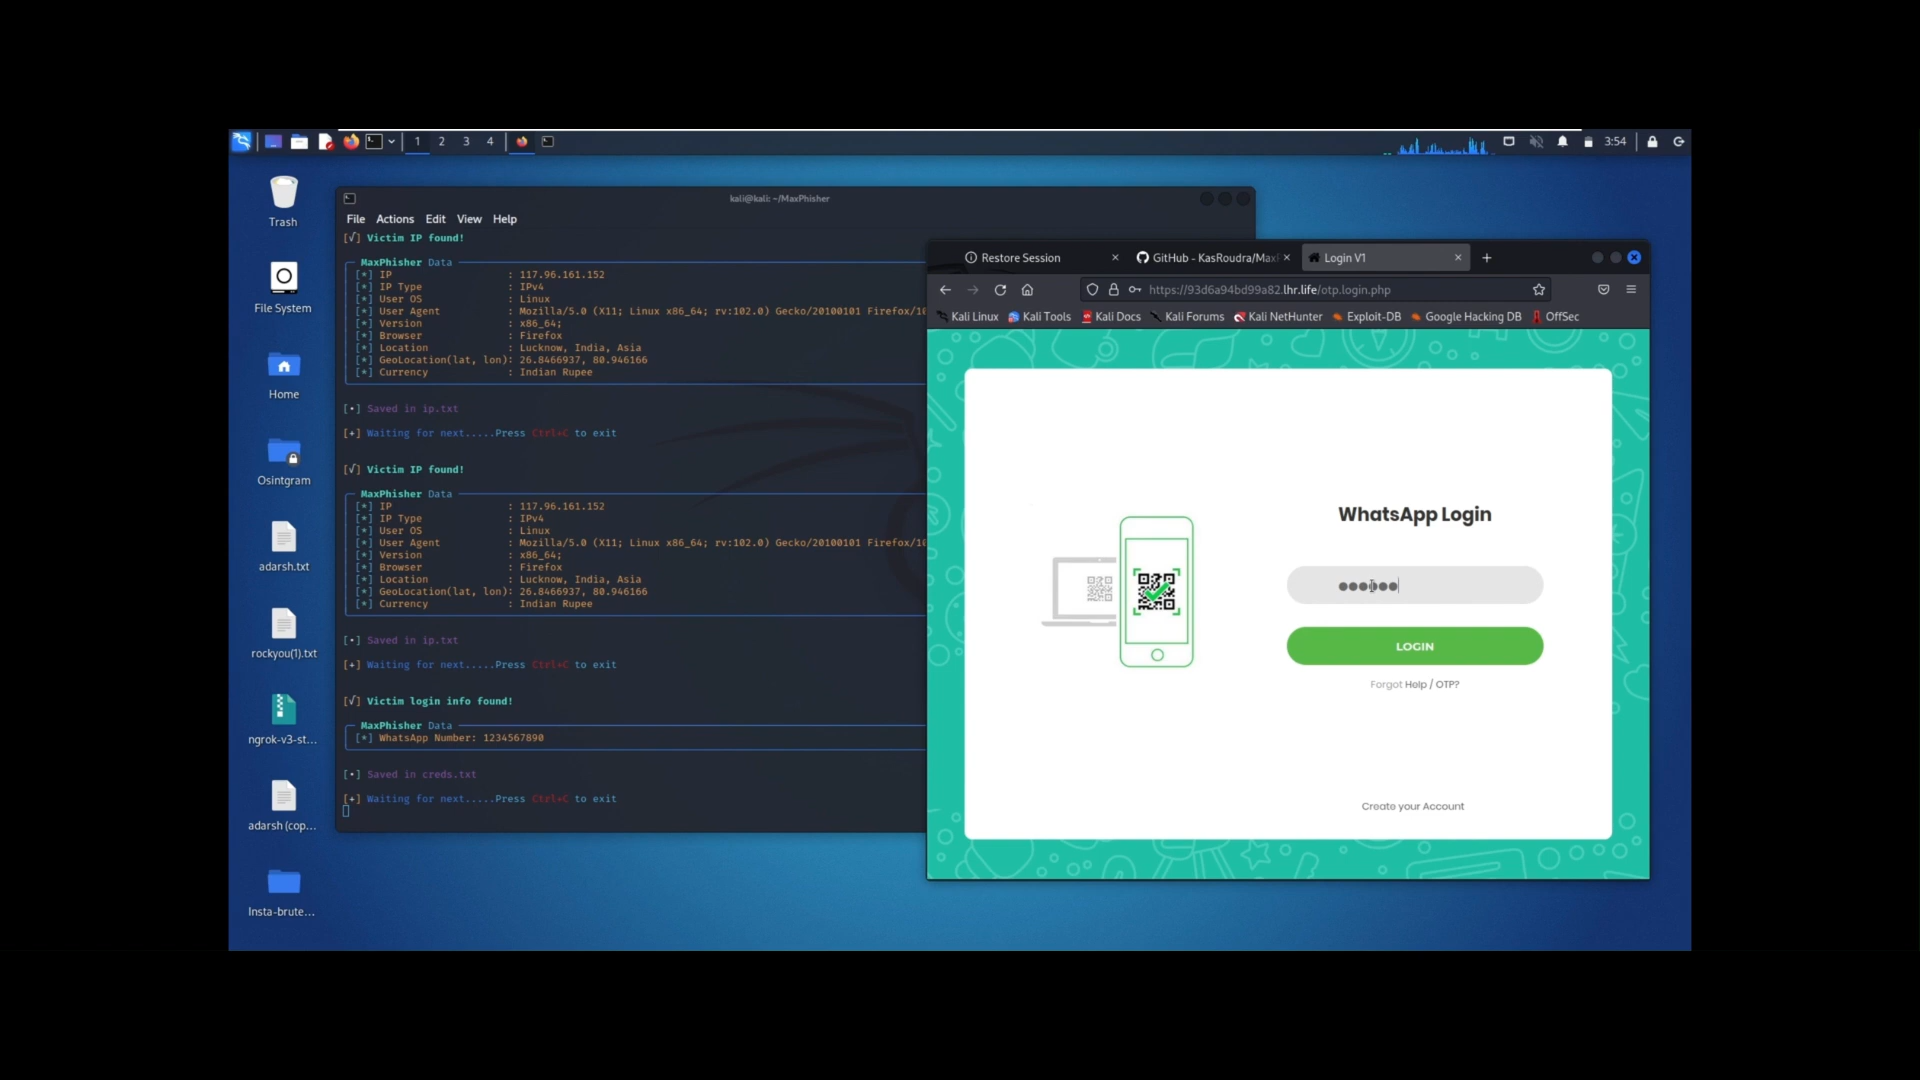 1 2 3 4
3:54
Trash
File System
Home
Osintgram
adarsh.txt
rockyou(1).txt
ngrok-v3-st...
adarsh (cop...
Insta-brute...
kali@kali: ~/MaxPhisher
File Actions Edit View Help
[√] Victim IP found!
MaxPhisher Data
[*] IP : 117.96.161.152
[*] IP Type : IPv4
[*] User OS : Linux
[*] User Agent : Mozilla/5.0 (X11; Linux x86_64; rv:102.0) Gecko/20100101 Firefox/10
[*] Version : x86_64;
[*] Browser : Firefox
[*] Location : Lucknow, India, Asia
[*] GeoLocation(lat, lon): 26.8466937, 80.946166
[*] Currency : Indian Rupee
[•] Saved in ip.txt
[+] Waiting for next.....Press Ctrl+C to exit
[√] Victim IP found!
MaxPhisher Data
[*] IP : 117.96.161.152
[*] IP Type : IPv4
[*] User OS : Linux
[*] User Agent : Mozilla/5.0 (X11; Linux x86_64; rv:102.0) Gecko/20100101 Firefox/10
[*] Version : x86_64;
[*] Browser : Firefox
[*] Location : Lucknow, India, Asia
[*] GeoLocation(lat, lon): 26.8466937, 80.946166
[*] Currency : Indian Rupee
[•] Saved in ip.txt
[+] Waiting for next.....Press Ctrl+C to exit
[√] Victim login info found!
MaxPhisher Data
[*] WhatsApp Number: 1234567890
[•] Saved in creds.txt
[+] Waiting for next.....Press Ctrl+C to exit
Restore Session GitHub - KasRoudra/Max Login V1
https://93d6a94bd99a82.lhr.life/otp.login.php
Kali Linux Kali Tools Kali Docs Kali Forums Kali NetHunter Exploit-DB Google Hacking DB OffSec
WhatsApp Login
●●●●●●
LOGIN
Forgot Help / OTP?
Create your Account